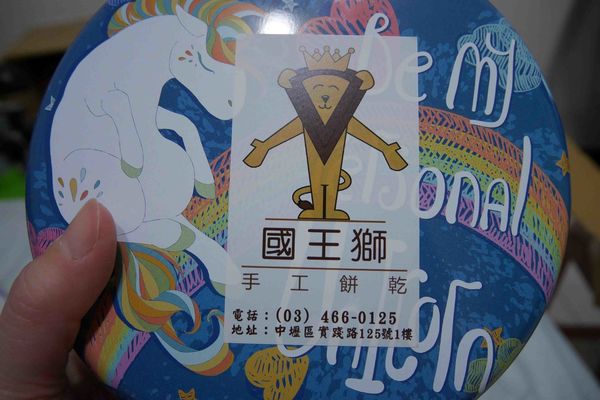 Be my
Personal
Unicorn
國王獅
手工餅乾
電話：(03) 466-0125
地址：中壢區實踐路125號1樓